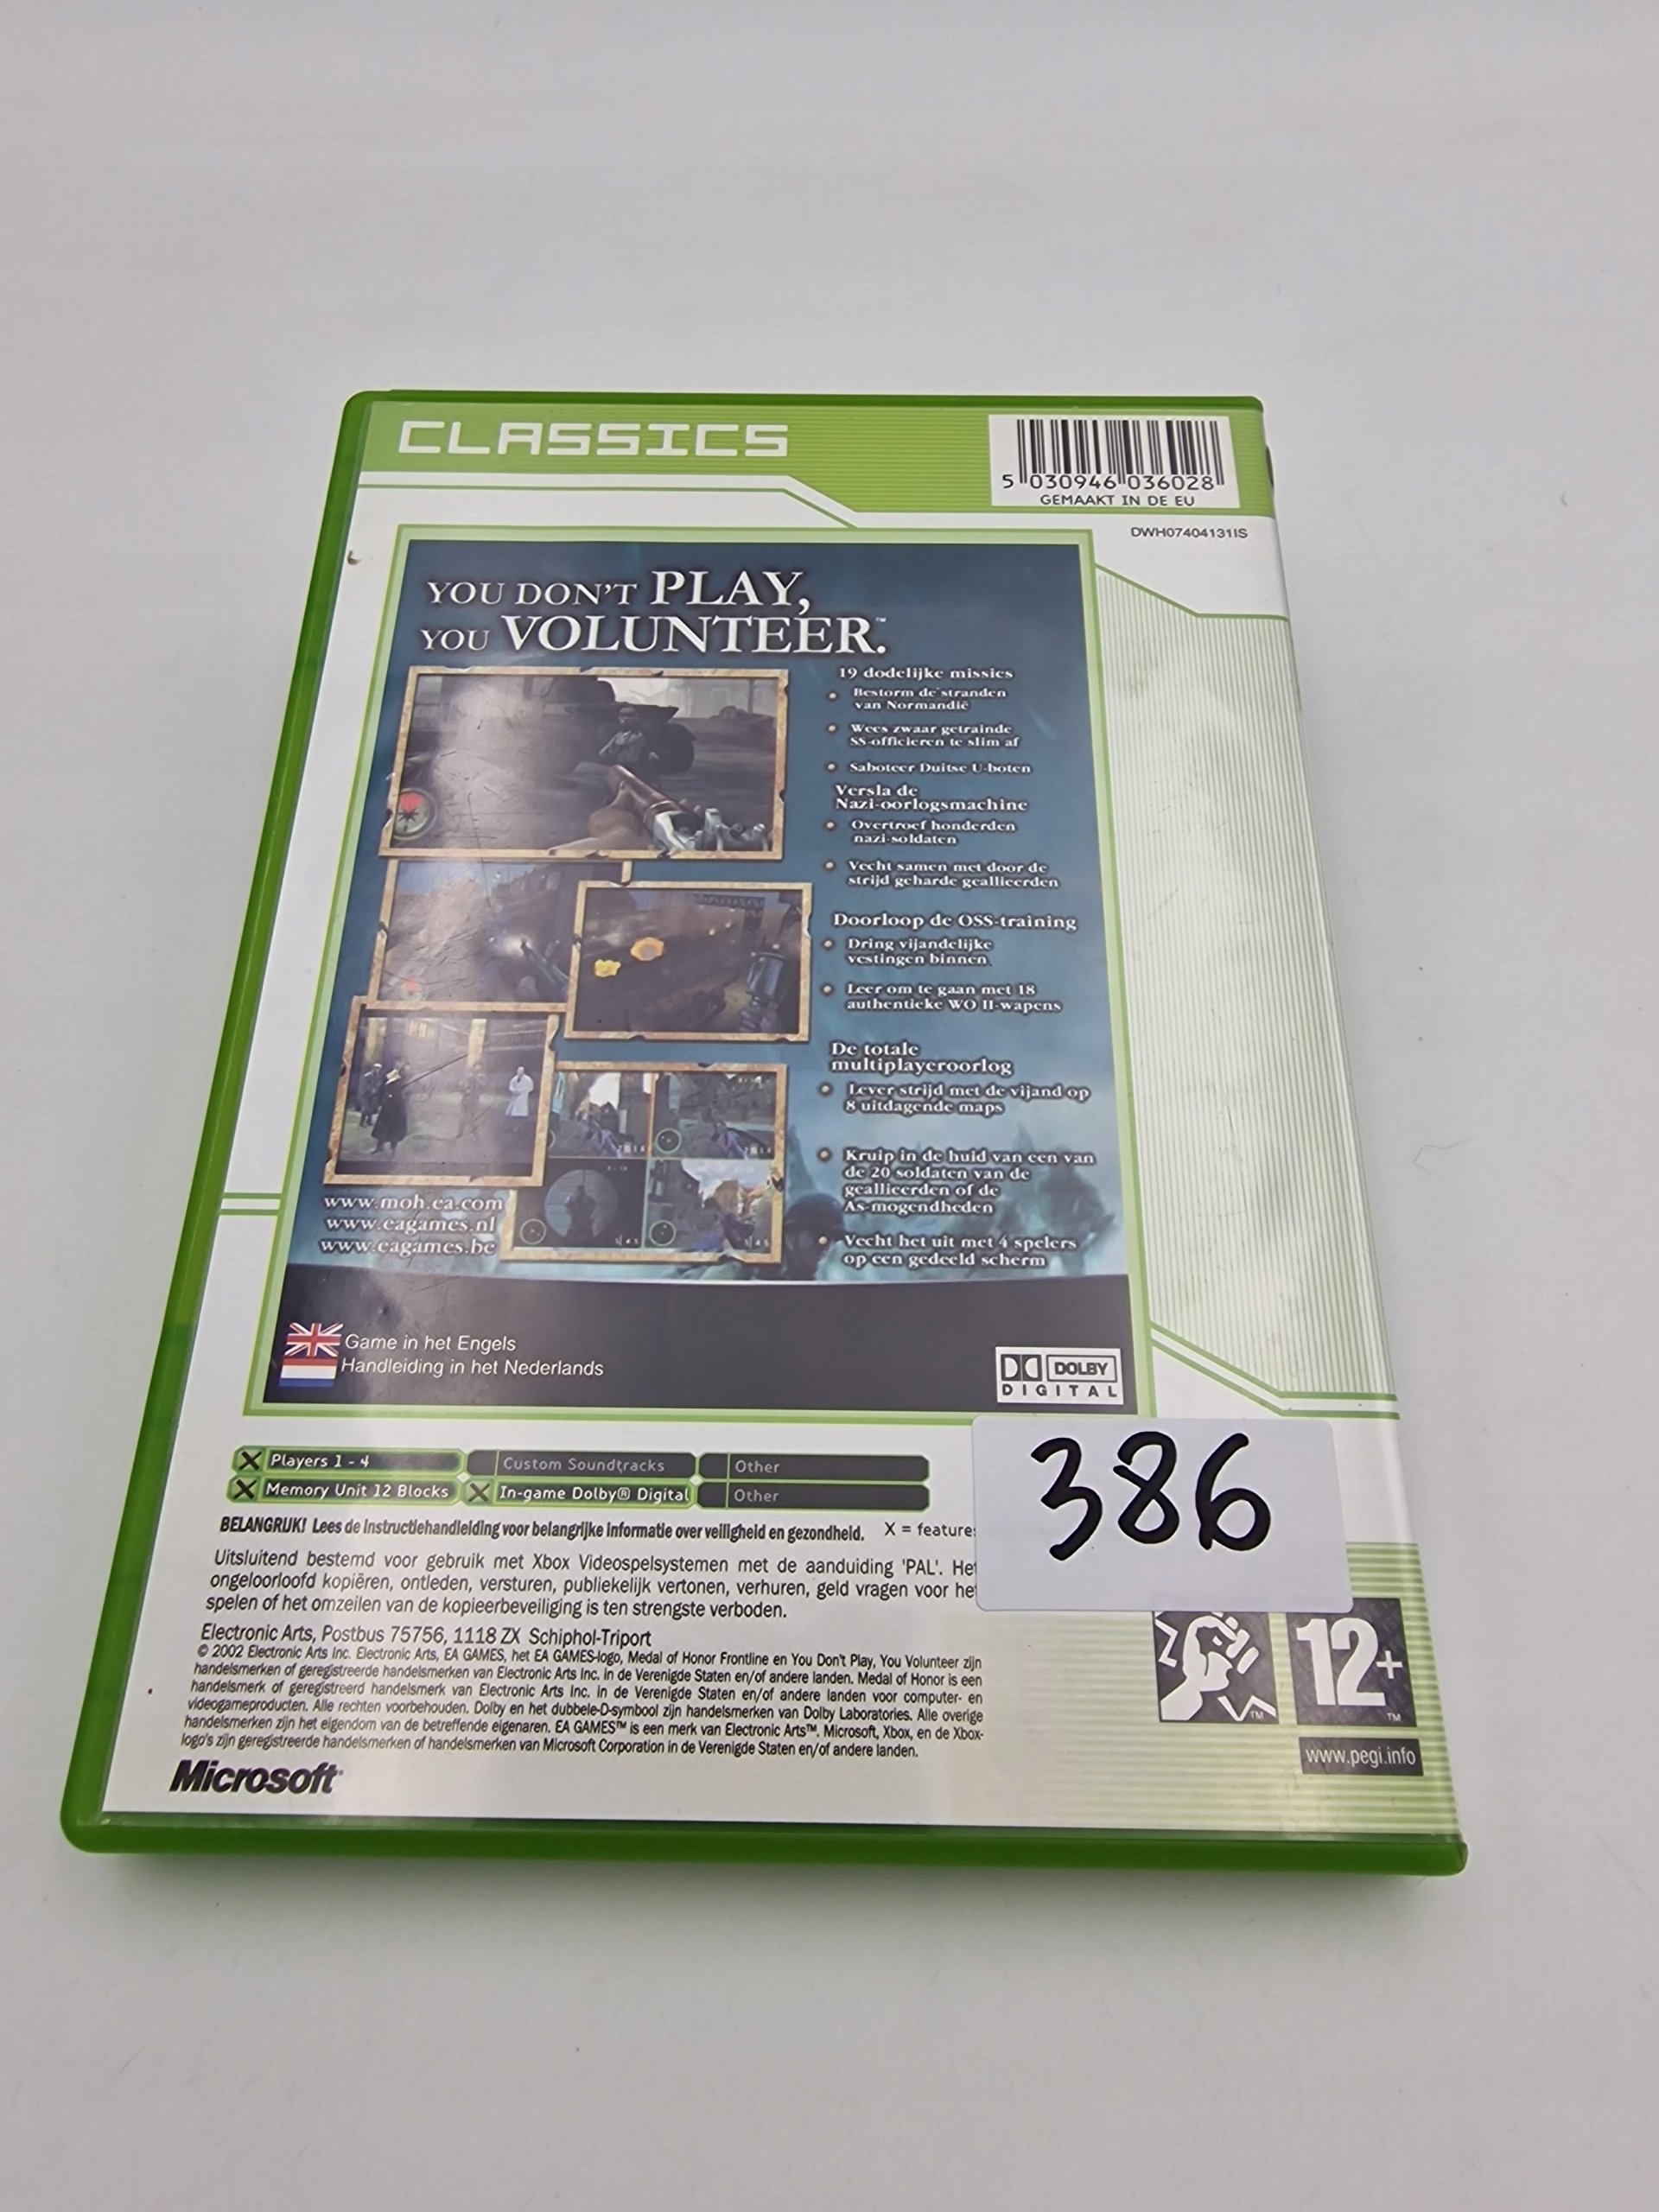 CLASSICS
5 030946 036028
GEMAAKT IN DE EU
DWH07404131IS
YOU DON'T PLAY,
YOU VOLUNTEER.™
19 dodelijke missies
• Bestorm de stranden
van Normandië
• Wees zwaar getrainde
SS-officieren te slim af
• Saboteer Duitse U-boten
Versla de
Nazi-oorlogsmachine
• Overtroef honderden
nazi-soldaten
• Vecht samen met door de
strijd geharde geallieerden
Doorloop de OSS-training
• Dring vijandelijke
vestingen binnen
• Leer om te gaan met 18
authentieke WO II-wapens
De totale
multiplayeroorlog
• Lever strijd met de vijand op
8 uitdagende maps
• Kruip in de huid van een van
de 20 soldaten van de
geallieerden of de
As-mogendheden
• Vecht het uit met 4 spelers
op een gedeeld scherm
www.moh.ea.com
www.eagames.nl
www.eagames.be
Game in het Engels
Handleiding in het Nederlands
DOLBY
DIGITAL
X Players 1 - 4 Custom Soundtracks Other
X Memory Unit 12 Blocks X In-game Dolby® Digital Other
386
BELANGRIJK! Lees de instructiehandleiding voor belangrijke informatie over veiligheid en gezondheid. X = feature
Uitsluitend bestemd voor gebruik met Xbox Videospelsystemen met de aanduiding 'PAL'. Het
ongeloorloofd kopiëren, ontleden, versturen, publiekelijk vertonen, verhuren, geld vragen voor het
spelen of het omzeilen van de kopieerbeveiliging is ten strengste verboden.
Electronic Arts, Postbus 75756, 1118 ZX Schiphol-Triport
© 2002 Electronic Arts Inc. Electronic Arts, EA GAMES, het EA GAMES-logo, Medal of Honor Frontline en You Don't Play, You Volunteer zijn
handelsmerken of geregistreerde handelsmerken van Electronic Arts Inc. in de Verenigde Staten en/of andere landen. Medal of Honor is een
handelsmerk of geregistreerd handelsmerk van Electronic Arts Inc. in de Verenigde Staten en/of andere landen voor computer- en
videogameproducten. Alle rechten voorbehouden. Dolby en het dubbele-D-symbool zijn handelsmerken van Dolby Laboratories. Alle overige
handelsmerken zijn het eigendom van de betreffende eigenaren. EA GAMES™ is een merk van Electronic Arts™. Microsoft, Xbox, en de Xbox-
logo's zijn geregistreerde handelsmerken of handelsmerken van Microsoft Corporation in de Verenigde Staten en/of andere landen.
Microsoft
12+
™
™
www.pegi.info